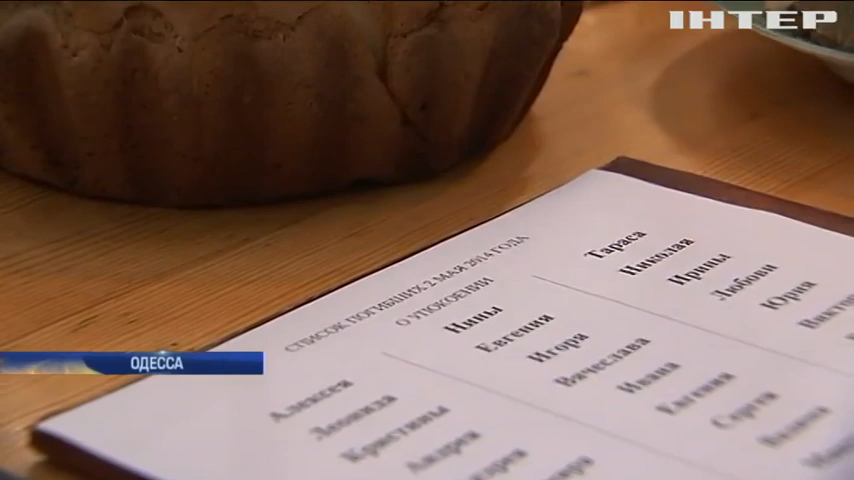 ІНТЕР
СПИСОК ПОГИБШИХ 2 МАЯ 2014 ГОДА
О УПОКОЕНИИ
Тараса
Николая
Ирины
Любови
Юрия
Нины
Евгения
Игоря
Вячеслава
Ивана
Евгения
Сергея
Алексея
Леонида
Кристины
Андрея
ОДЕССА